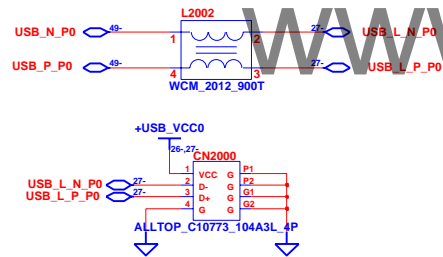 L2002
USB_N_P0 49- 1 2 27- USB_L_N_P0
USB_P_P0 49- 4 3 27- USB_L_P_P0
WCM_2012_900T
WW
+USB_VCC0
26-,27-
CN2000
1 VCC G P1
USB_L_N_P0 27- 2 D- G P2
USB_L_P_P0 27- 3 D+ G G1
4 G G G2
ALLTOP_C10773_104A3L_4P